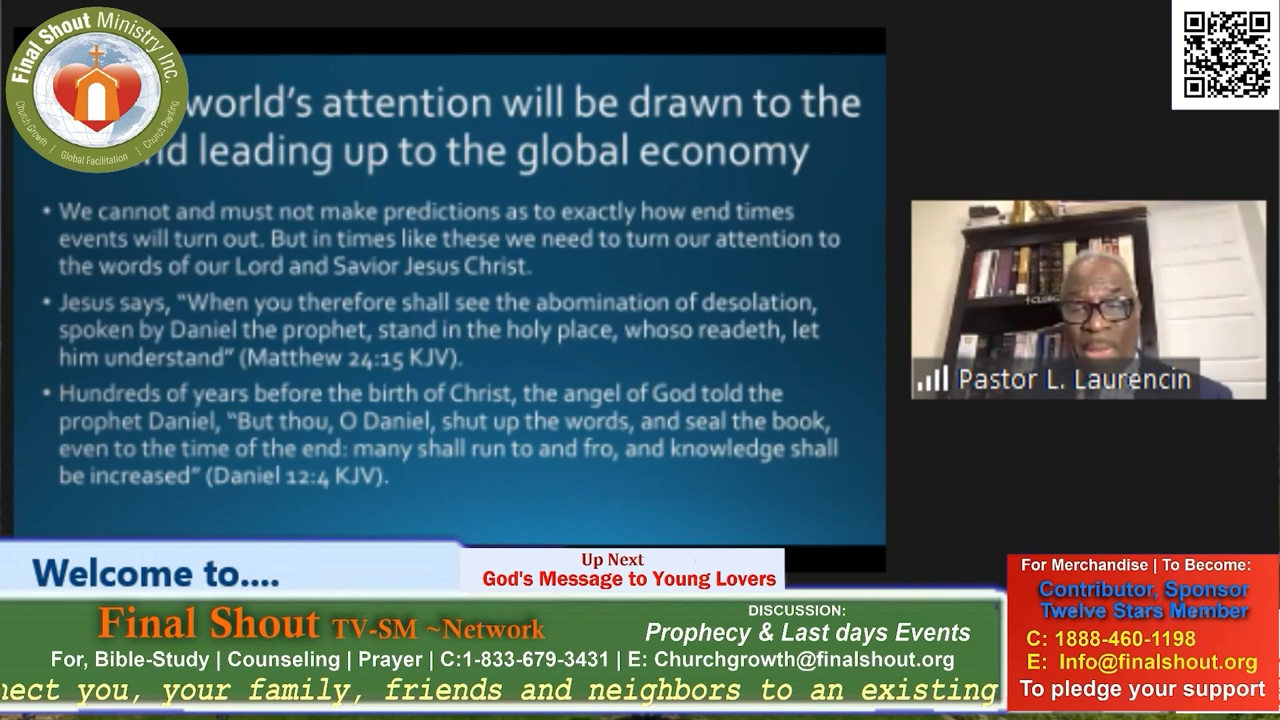 Final Shout Ministry Inc.
Church Growth | Global Facilitation | Church Planting
world's attention will be drawn to the
leading up to the global economy
• We cannot and must not make predictions as to exactly how end times
events will turn out. But in times like these we need to turn our attention to
the words of our Lord and Savior Jesus Christ.
• Jesus says, "When you therefore shall see the abomination of desolation,
spoken by Daniel the prophet, stand in the holy place, whoso readeth, let
him understand" (Matthew 24:15 KJV).
• Hundreds of years before the birth of Christ, the angel of God told the
prophet Daniel, "But thou, O Daniel, shut up the words, and seal the book,
even to the time of the end: many shall run to and fro, and knowledge shall
be increased" (Daniel 12:4 KJV).
Pastor L. Laurencin
Welcome to....
Up Next
God's Message to Young Lovers
Final Shout TV-SM ~Network
DISCUSSION:
Prophecy & Last days Events
For, Bible-Study | Counseling | Prayer | C:1-833-679-3431 | E: Churchgrowth@finalshout.org
you, your family, friends and neighbors to an existing
For Merchandise | To Become:
Contributor, Sponsor
Twelve Stars Member
C: 1888-460-1198
E: Info@finalshout.org
To pledge your support